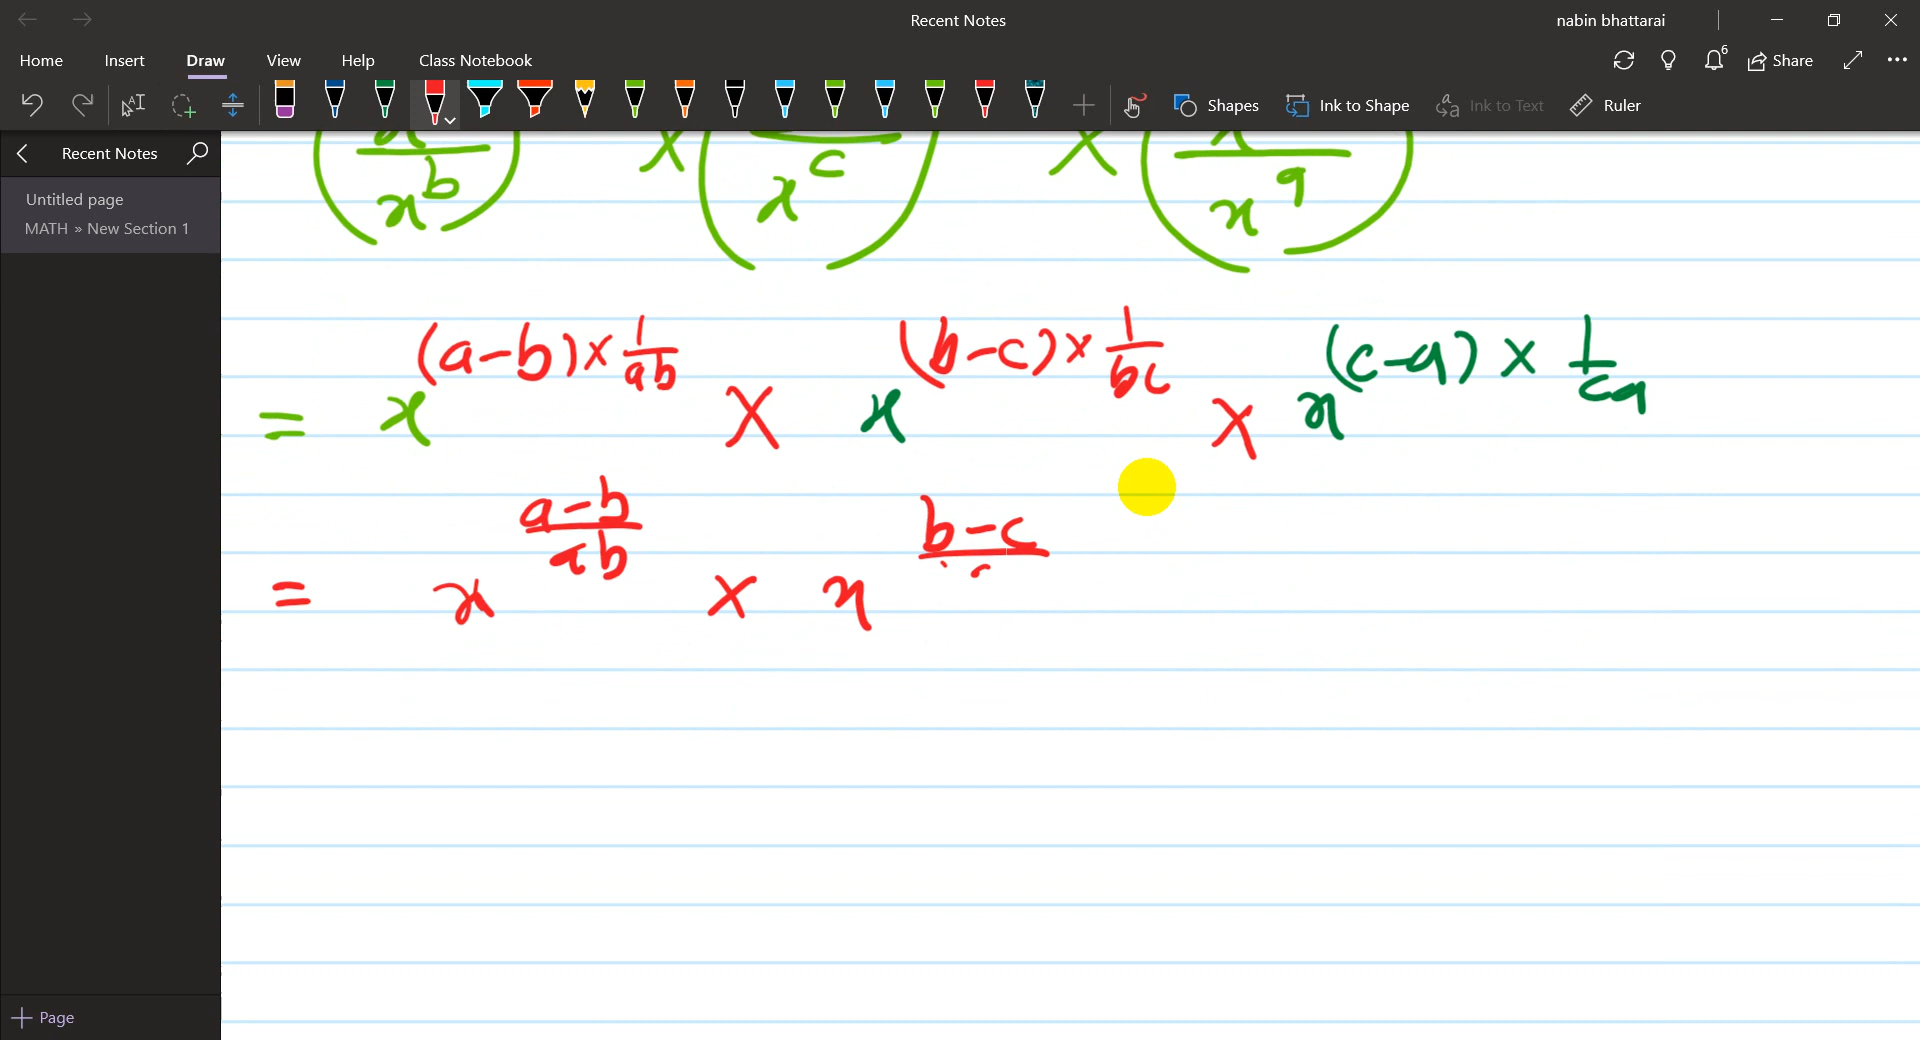 Recent Notes
nabin bhattarai
Home Insert Draw View Help Class Notebook
6 Share
Shapes Ink to Shape Ink to Text Ruler
Recent Notes
Untitled page
MATH » New Section 1
x^b × x^c × x^a
= x^(a-b)×1/ab × x^(b-c)×1/bc × x^(c-a)×1/ca
= x^(a-b)/ab × x^(b-c)/
+ Page